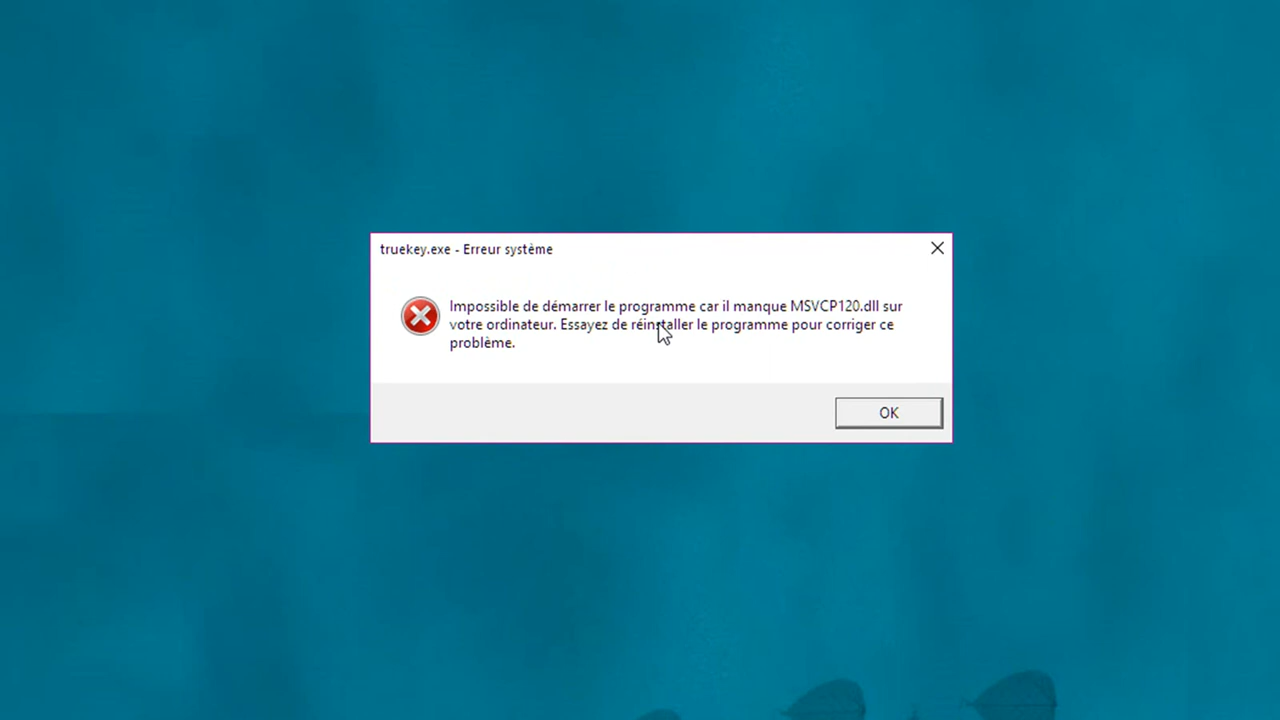 truekey.exe - Erreur système
Impossible de démarrer le programme car il manque MSVCP120.dll sur
votre ordinateur. Essayez de réinstaller le programme pour corriger ce
problème.
OK